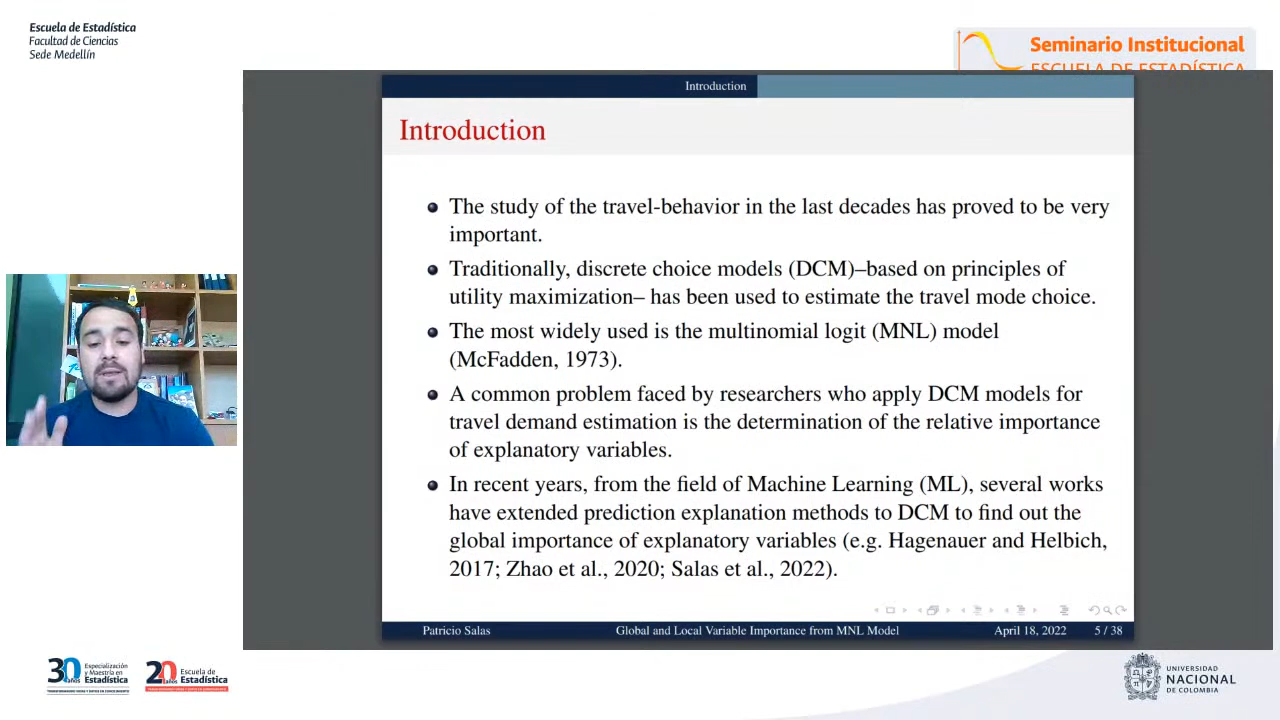 Escuela de Estadística
Facultad de Ciencias
Sede Medellín
Seminario Institucional
ESCUELA DE ESTADÍSTICA
Introduction
Introduction
The study of the travel-behavior in the last decades has proved to be very
important.
Traditionally, discrete choice models (DCM)–based on principles of
utility maximization– has been used to estimate the travel mode choice.
The most widely used is the multinomial logit (MNL) model
(McFadden, 1973).
A common problem faced by researchers who apply DCM models for
travel demand estimation is the determination of the relative importance
of explanatory variables.
In recent years, from the field of Machine Learning (ML), several works
have extended prediction explanation methods to DCM to find out the
global importance of explanatory variables (e.g. Hagenauer and Helbich,
2017; Zhao et al., 2020; Salas et al., 2022).
Patricio Salas Global and Local Variable Importance from MNL Model April 18, 2022 5 / 38
30 años Especialización
y Maestría en
Estadística
20 años Escuela de
Estadística
UNIVERSIDAD
NACIONAL
DE COLOMBIA